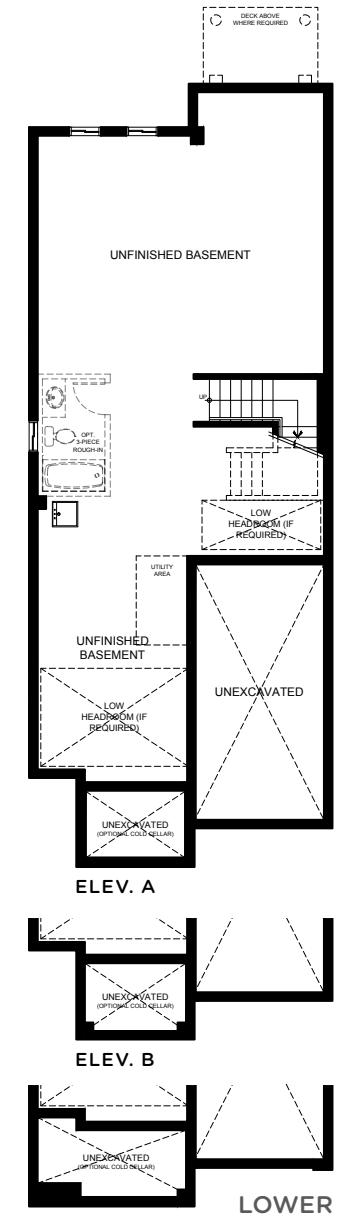 DECK ABOVE
WHERE REQUIRED
UNFINISHED BASEMENT
UP
OPT.
3-PIECE
ROUGH-IN
LOW
HEADROOM (IF
REQUIRED)
UTILITY
AREA
UNFINISHED
BASEMENT
UNEXCAVATED
LOW
HEADROOM (IF
REQUIRED)
UNEXCAVATED
(OPTIONAL COLD CELLAR)
ELEV. A
UNEXCAVATED
(OPTIONAL COLD CELLAR)
ELEV. B
UNEXCAVATED
(OPTIONAL COLD CELLAR)
LOWER